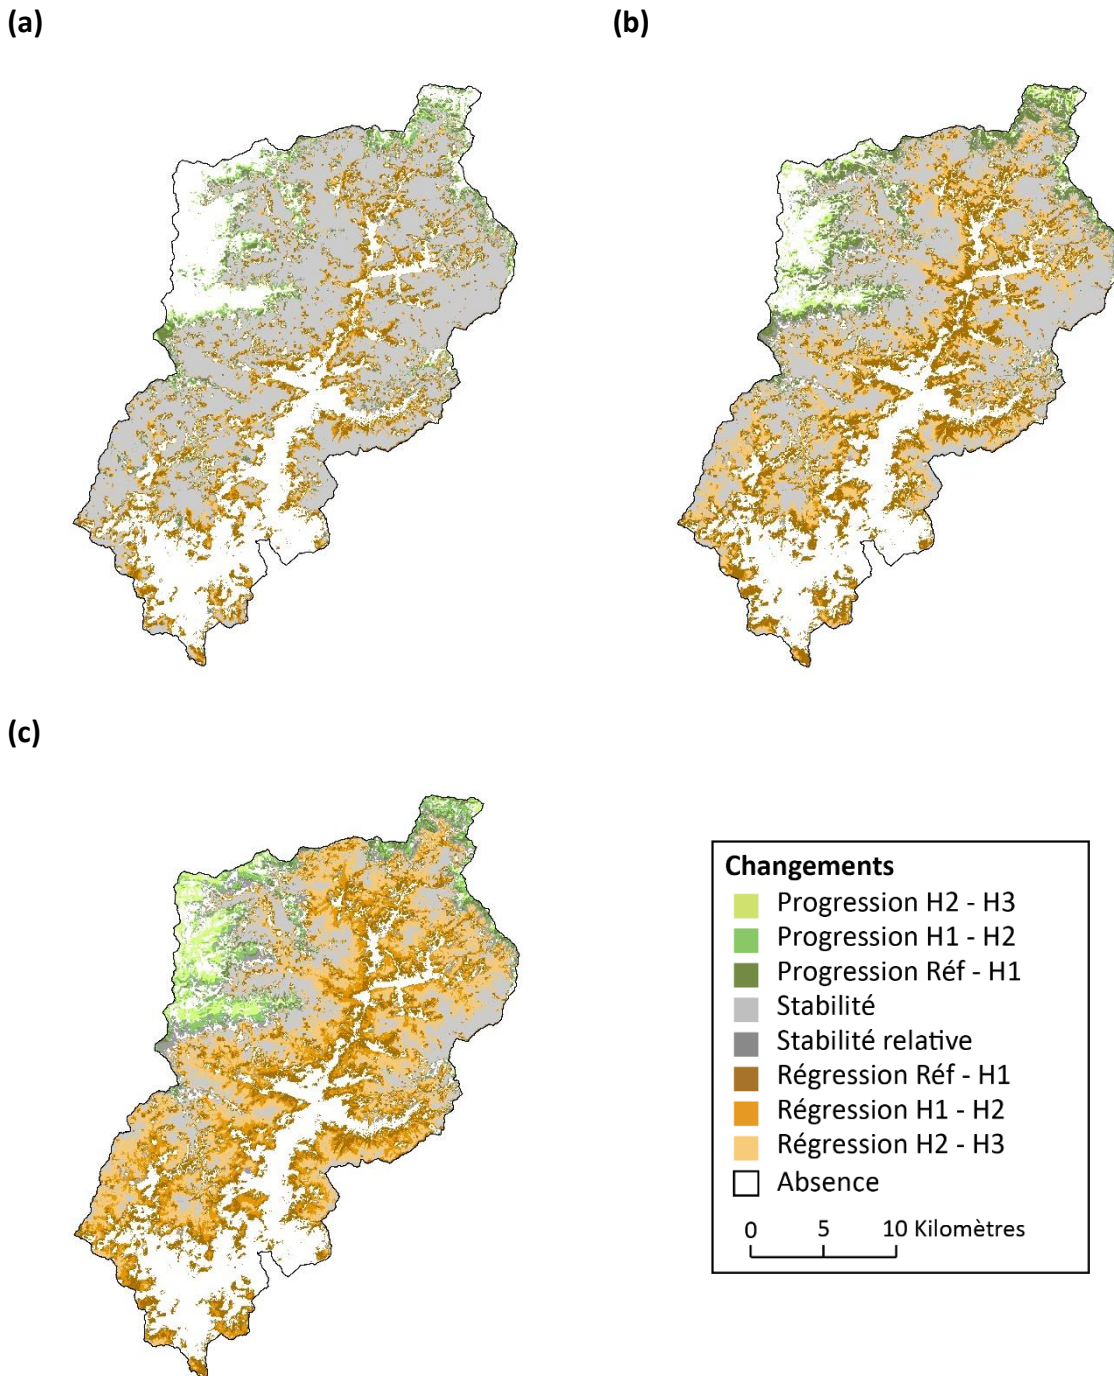 (a)
(b)
(c)
Changements
Progression H2 - H3
Progression H1 - H2
Progression Réf - H1
Stabilité
Stabilité relative
Régression Réf - H1
Régression H1 - H2
Régression H2 - H3
Absence
0 5 10 Kilomètres